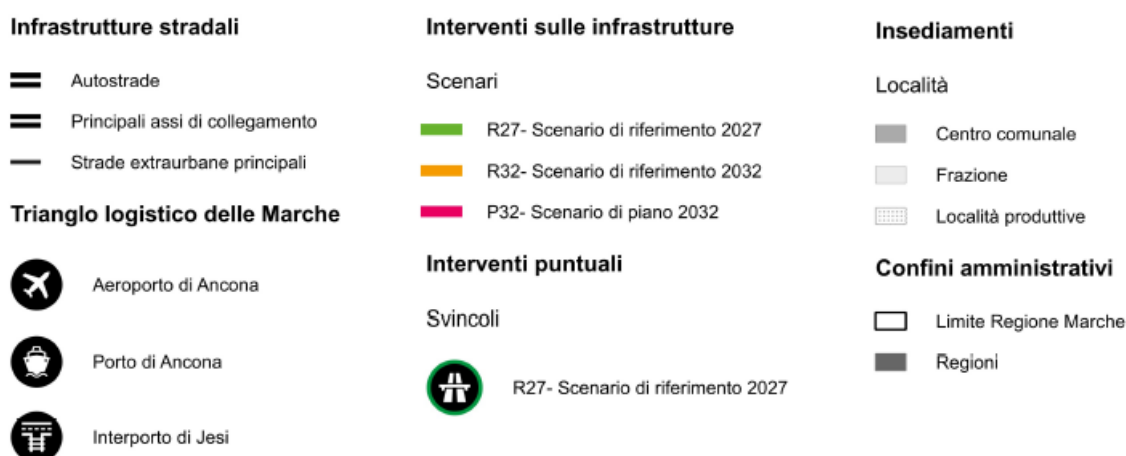 Infrastrutture stradali
Autostrade
Principali assi di collegamento
Strade extraurbane principali
Trianglo logistico delle Marche
Aeroporto di Ancona
Porto di Ancona
Interporto di Jesi
Interventi sulle infrastrutture
Scenari
R27- Scenario di riferimento 2027
R32- Scenario di riferimento 2032
P32- Scenario di piano 2032
Interventi puntuali
Svincoli
R27- Scenario di riferimento 2027
Insediamenti
Località
Centro comunale
Frazione
Località produttive
Confini amministrativi
Limite Regione Marche
Regioni